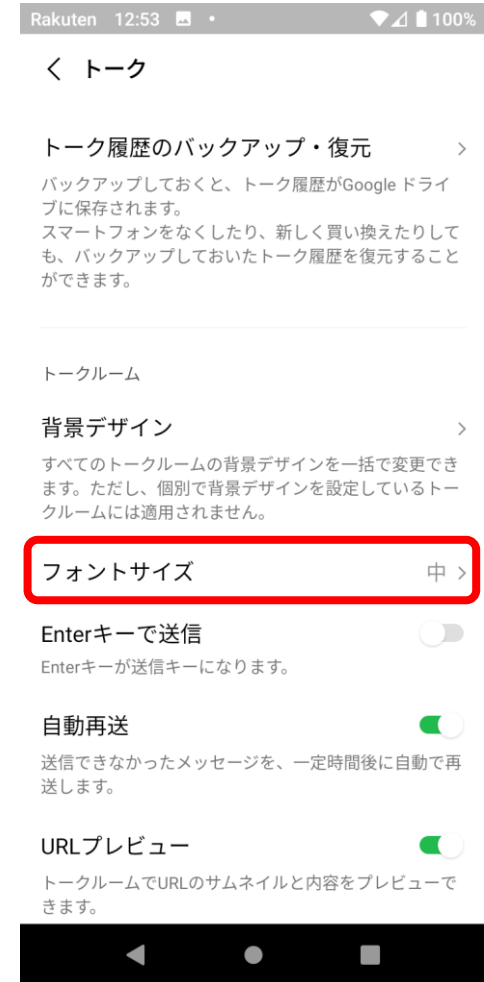 Rakuten 12:53 100%
トーク
トーク履歴のバックアップ・復元
バックアップしておくと、トーク履歴がGoogle ドライ
ブに保存されます。
スマートフォンをなくしたり、新しく買い換えたりして
も、バックアップしておいたトーク履歴を復元すること
ができます。
トークルーム
背景デザイン
すべてのトークルームの背景デザインを一括で変更でき
ます。ただし、個別で背景デザインを設定しているトー
クルームには適用されません。
フォントサイズ 中
Enterキーで送信
Enterキーが送信キーになります。
自動再送
送信できなかったメッセージを、一定時間後に自動で再
送します。
URLプレビュー
トークルームでURLのサムネイルと内容をプレビューで
きます。